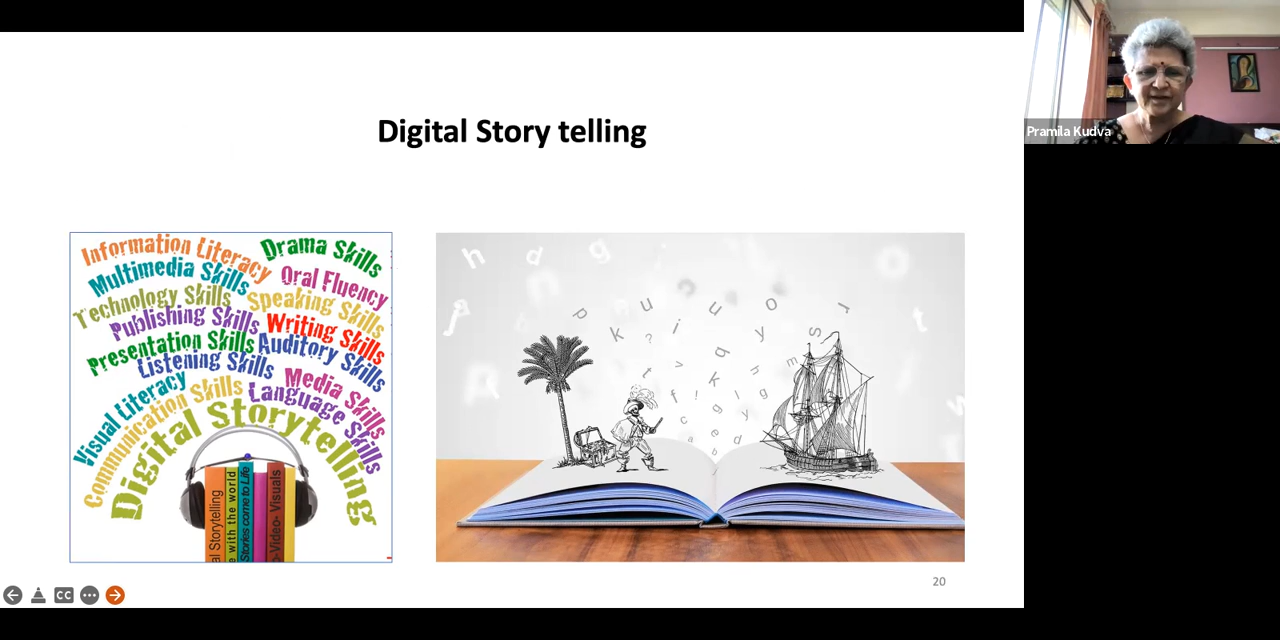 Digital Story telling
Pramila Kudva
Information Literacy
Drama Skills
Multimedia Skills
Oral Fluency
Technology Skills
Speaking Skills
Publishing Skills
Writing Skills
Presentation Skills
Auditory Skills
Listening Skills
Media Skills
Visual Literacy
Language Skills
Communication Skills
Digital Storytelling
al Storytelling
e with the world
Stories come to Life
Video- Visuals
h d g
p k u ? i u o y r s t
q v k f ! c g e d y l g h m
20
CC